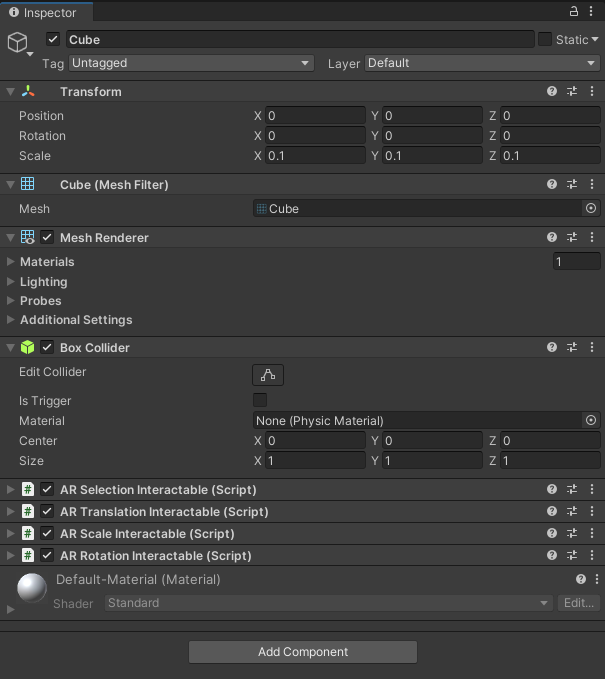 Inspector
Cube Static
Tag Untagged Layer Default
Transform
Position X 0 Y 0 Z 0
Rotation X 0 Y 0 Z 0
Scale X 0.1 Y 0.1 Z 0.1
Cube (Mesh Filter)
Mesh Cube
Mesh Renderer
Materials 1
Lighting
Probes
Additional Settings
Box Collider
Edit Collider
Is Trigger
Material None (Physic Material)
Center X 0 Y 0 Z 0
Size X 1 Y 1 Z 1
# AR Selection Interactable (Script)
# AR Translation Interactable (Script)
# AR Scale Interactable (Script)
# AR Rotation Interactable (Script)
Default-Material (Material)
Shader Standard Edit...
Add Component